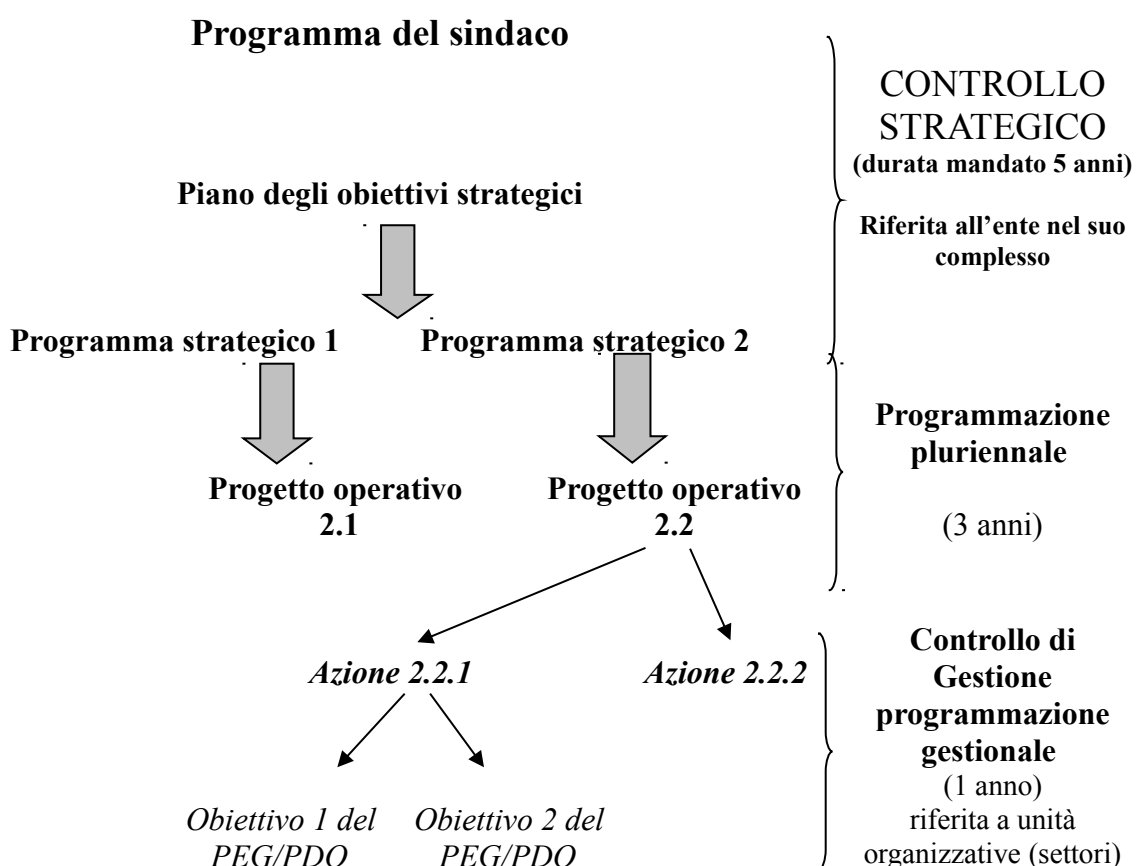 Programma del sindaco
CONTROLLO
STRATEGICO
(durata mandato 5 anni)
Riferita all’ente nel suo
complesso
Piano degli obiettivi strategici
Programma strategico 1
Programma strategico 2
Programmazione
pluriennale
(3 anni)
Progetto operativo
2.1
Progetto operativo
2.2
Azione 2.2.1
Azione 2.2.2
Controllo di
Gestione
programmazione
gestionale
(1 anno)
riferita a unità
organizzative (settori)
Obiettivo 1 del
PEG/PDO
Obiettivo 2 del
PEG/PDO